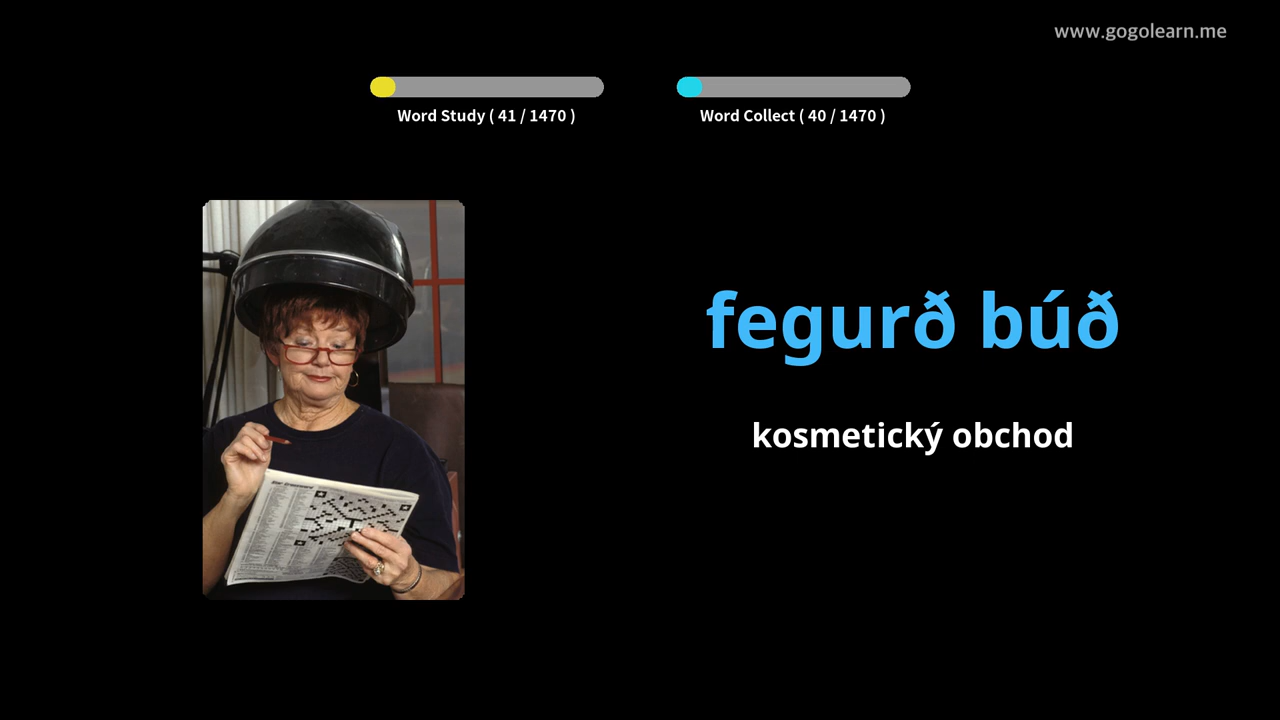 www.gogolearn.me
Word Study ( 41 / 1470 )
Word Collect ( 40 / 1470 )
fegurð búð
kosmetický obchod